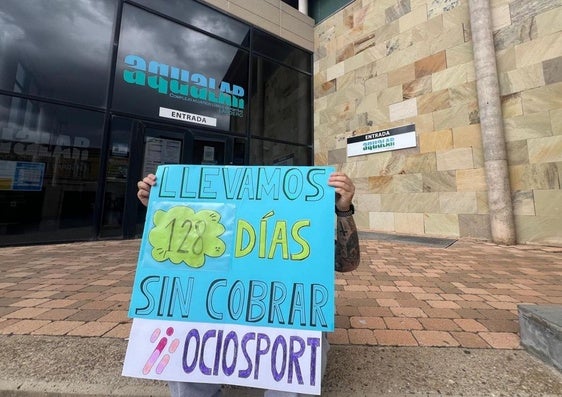 aqualar
ENTRADA
ENTRADA
aqualar
LLEVAMOS
128 DÍAS
SIN COBRAR
OCIOSPORT